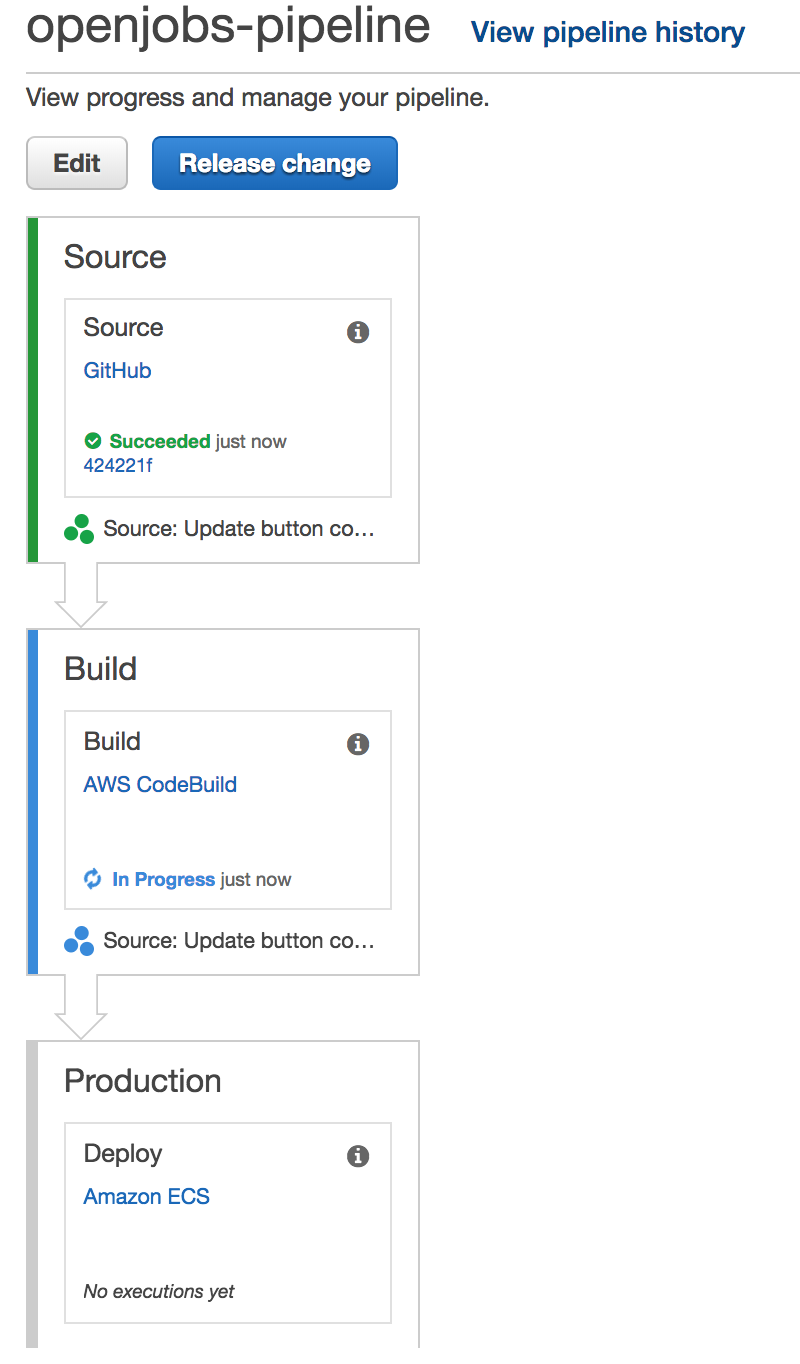 openjobs-pipeline View pipeline history
View progress and manage your pipeline.
Edit Release change
Source
Source
GitHub
Succeeded just now
424221f
Source: Update button co...
Build
Build
AWS CodeBuild
In Progress just now
Source: Update button co...
Production
Deploy
Amazon ECS
No executions yet